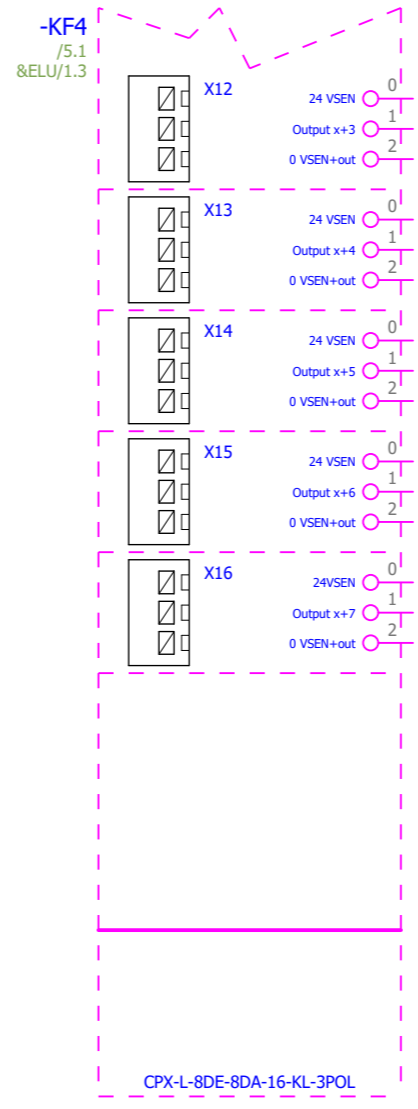 -KF4
/5.1
&ELU/1.3
X12
24 VSEN 0
Output x+3 1
0 VSEN+out 2
X13
24 VSEN 0
Output x+4 1
0 VSEN+out 2
X14
24 VSEN 0
Output x+5 1
0 VSEN+out 2
X15
24 VSEN 0
Output x+6 1
0 VSEN+out 2
X16
24VSEN 0
Output x+7 1
0 VSEN+out 2
CPX-L-8DE-8DA-16-KL-3POL